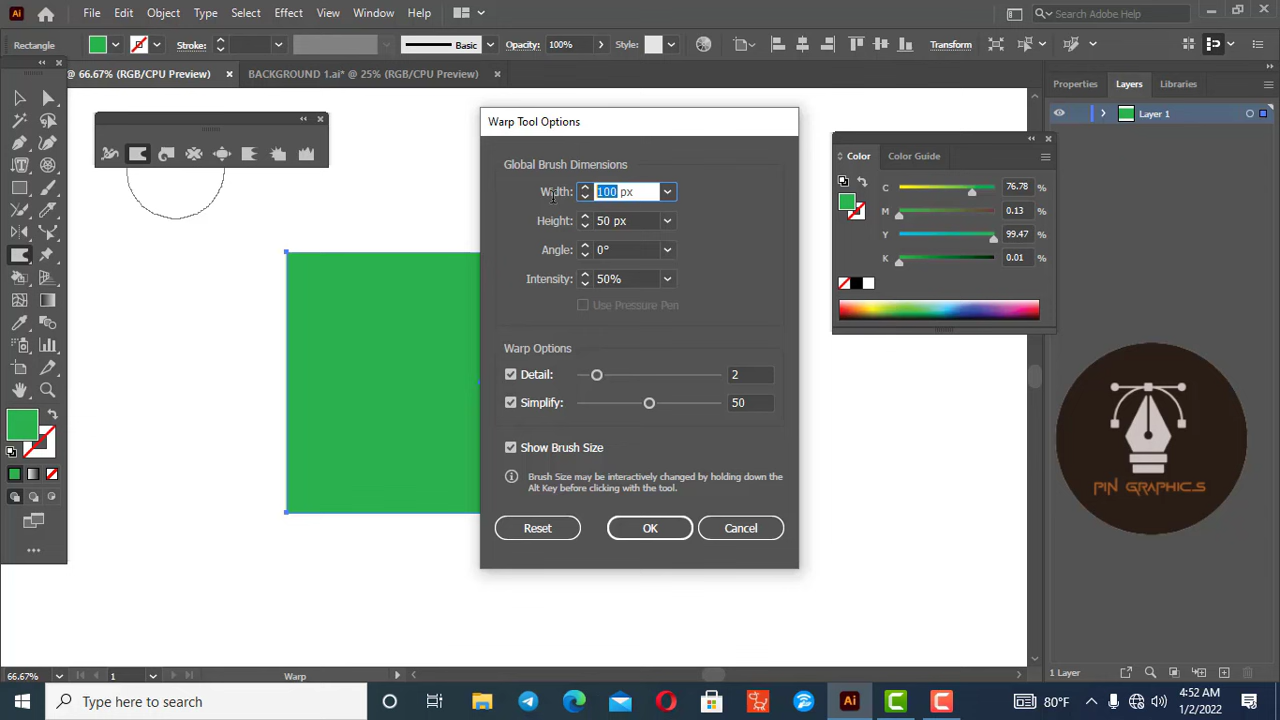 Ai File Edit Object Type Select Effect View Window Help Search Adobe Help
Rectangle Stroke: Basic Opacity: 100% Style: Transform
@ 66.67% (RGB/CPU Preview) × BACKGROUND 1.ai* @ 25% (RGB/CPU Preview) ×
Properties Layers Libraries
Layer 1
Warp Tool Options
Global Brush Dimensions
Width: 100 px
Height: 50 px
Angle: 0°
Intensity: 50%
Use Pressure Pen
Warp Options
Detail: 2
Simplify: 50
Show Brush Size
Brush Size may be interactively changed by holding down the
Alt Key before clicking with the tool.
Reset OK Cancel
Color Color Guide
C 76.78 %
M 0.13 %
Y 99.47 %
K 0.01 %
PIN GRAPHICS
66.67% 1 Warp
1 Layer
Type here to search
Ai
80°F
4:52 AM
1/2/2022